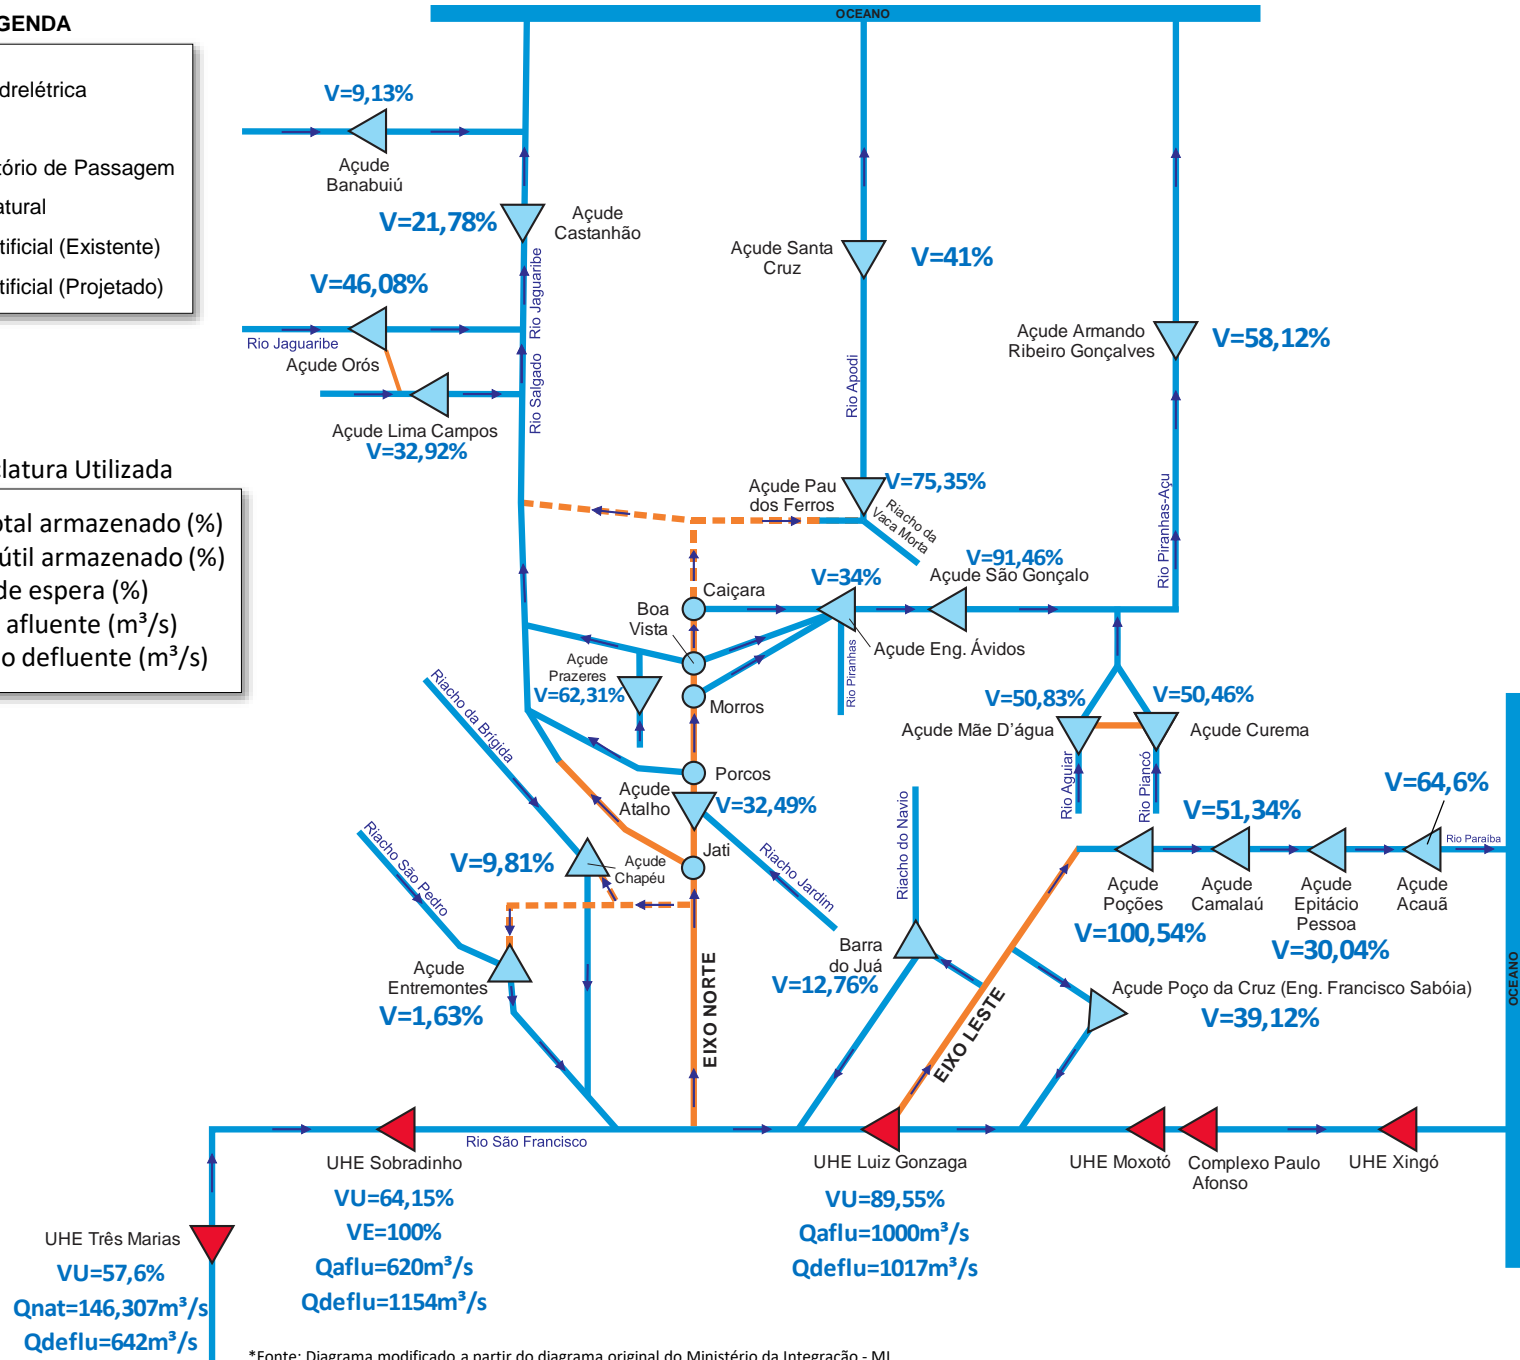 OCEANO
GENDA
drelétrica
tório de Passagem
atural
tificial (Existente)
tificial (Projetado)
V=9,13%
Açude
Banabuiú
V=21,78%
Açude
Castanhão
Rio Jaguaribe
V=46,08%
Rio Jaguaribe
Açude Orós
Rio Salgado
Açude Lima Campos
V=32,92%
Açude Santa
Cruz
V=41%
Rio Apodi
Açude Armando
Ribeiro Gonçalves
V=58,12%
Rio Piranhas-Açu
clatura Utilizada
otal armazenado (%)
útil armazenado (%)
de espera (%)
afluente (m³/s)
o defluente (m³/s)
Açude Pau
dos Ferros
V=75,35%
Riacho da
Vaca Morta
V=91,46%
Açude São Gonçalo
V=34%
Açude Eng. Ávidos
Rio Piranhas
Caiçara
Boa
Vista
Morros
Açude
Prazeres
V=62,31%
Porcos
Açude
Atalho
V=32,49%
Jati
Riacho Jardim
Riacho da Brígida
Riacho São Pedro
V=9,81%
Açude
Chapéu
Açude
Entremontes
V=1,63%
EIXO NORTE
V=50,83%
Açude Mãe D'água
V=50,46%
Açude Curema
Rio Aguiar
Rio Piancó
V=64,6%
V=51,34%
Rio Paraíba
Açude
Poções
V=100,54%
Açude
Camalaú
Açude
Epitácio
Pessoa
V=30,04%
Açude
Acauã
Riacho do Navio
Barra
do Juá
V=12,76%
EIXO LESTE
Açude Poço da Cruz (Eng. Francisco Sabóia)
V=39,12%
OCEANO
Rio São Francisco
UHE Sobradinho
VU=64,15%
VE=100%
Qaflu=620m³/s
Qdeflu=1154m³/s
UHE Luiz Gonzaga
VU=89,55%
Qaflu=1000m³/s
Qdeflu=1017m³/s
UHE Moxotó
Complexo Paulo
Afonso
UHE Xingó
UHE Três Marias
VU=57,6%
Qnat=146,307m³/s
Qdeflu=642m³/s
*Fonte: Diagrama modificado a partir do diagrama original do Ministério da Integração - MI